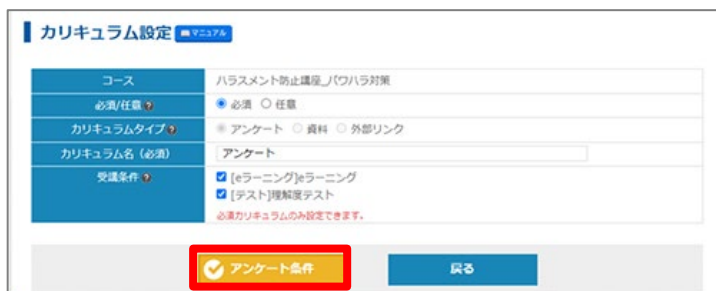 カリキュラム設定 マニュアル
コース ハラスメント防止講座_パワハラ対策
必須/任意 ? 必須 任意
カリキュラムタイプ ? アンケート 資料 外部リンク
カリキュラム名（必須） アンケート
受講条件 ? [eラーニング]eラーニング
[テスト]理解度テスト
必須カリキュラムのみ設定できます。
アンケート条件 戻る